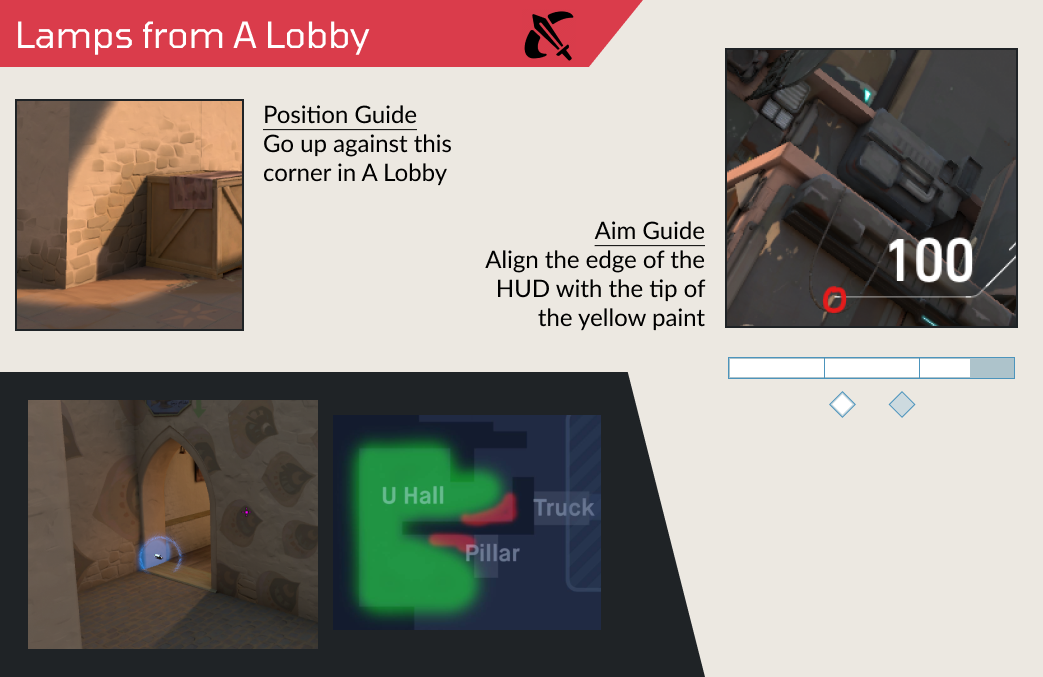 Lamps from A Lobby
Position Guide
Go up against this
corner in A Lobby
Aim Guide
Align the edge of the
HUD with the tip of
the yellow paint
100
U Hall
Truck
Pillar